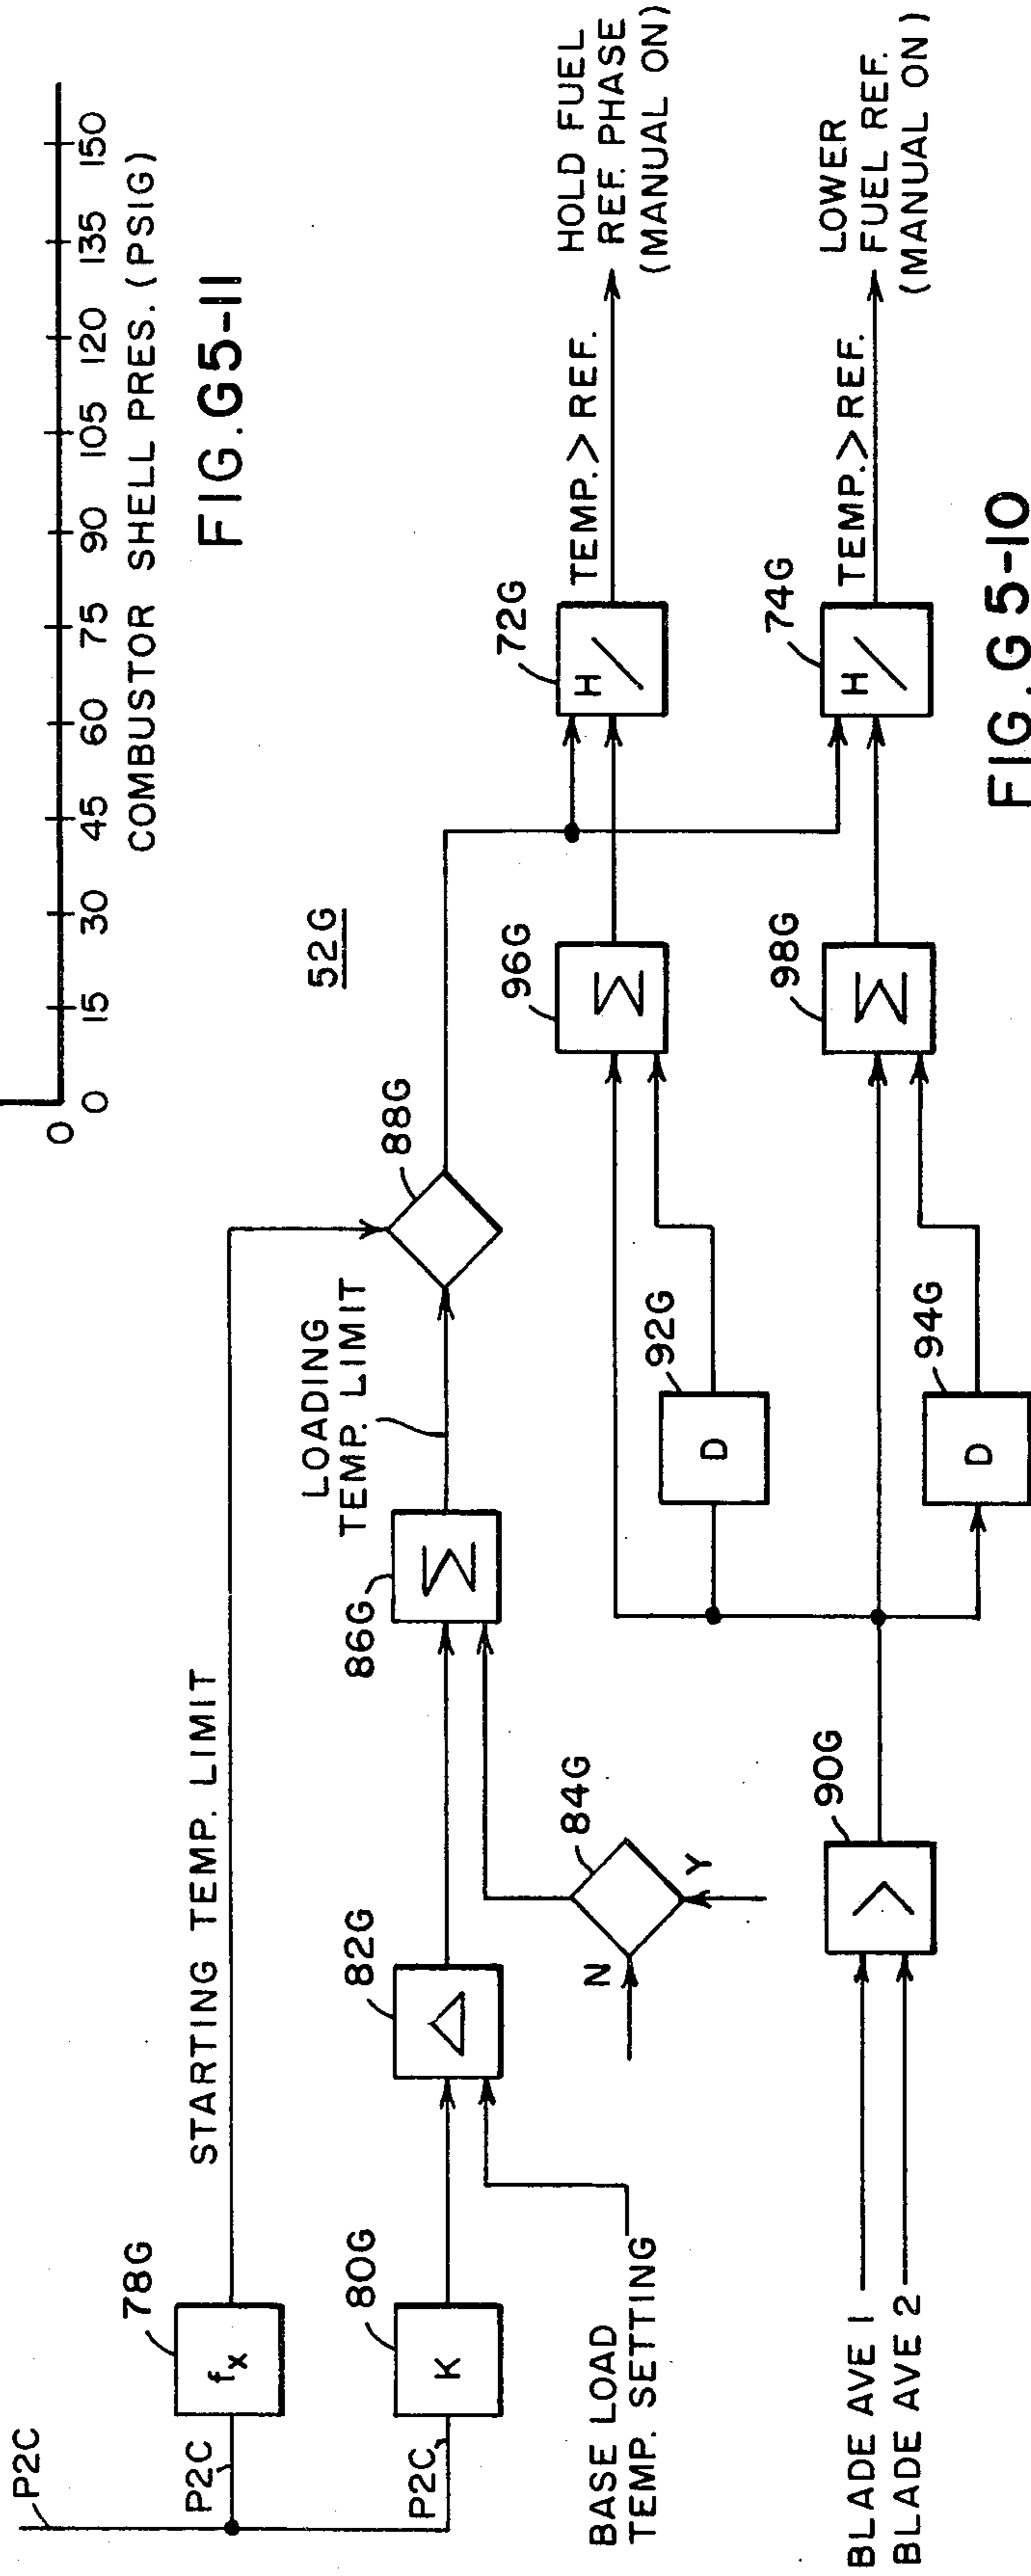 0
0 15 30 45 60 75 90 105 120 135 150
COMBUSTOR SHELL PRES. (PSIG)
FIG. G5-11
52G
P2C
P2C
78G
fx
STARTING TEMP. LIMIT
P2C
80G
K
82G
Δ
BASE LOAD
TEMP. SETTING
N
Y
84G
86G
Σ
LOADING
TEMP. LIMIT
88G
BLADE AVE 1
BLADE AVE 2
90G
>
92G
D
94G
D
96G
Σ
98G
Σ
72G
H
TEMP. > REF.
HOLD FUEL
REF. PHASE
(MANUAL ON)
74G
H
TEMP. > REF.
LOWER
FUEL REF.
(MANUAL ON)
FIG. G5-10